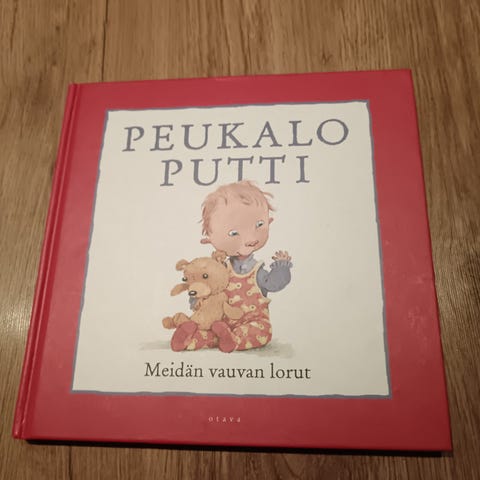 PEUKALO
PUTTI
Meidän vauvan lorut
otava